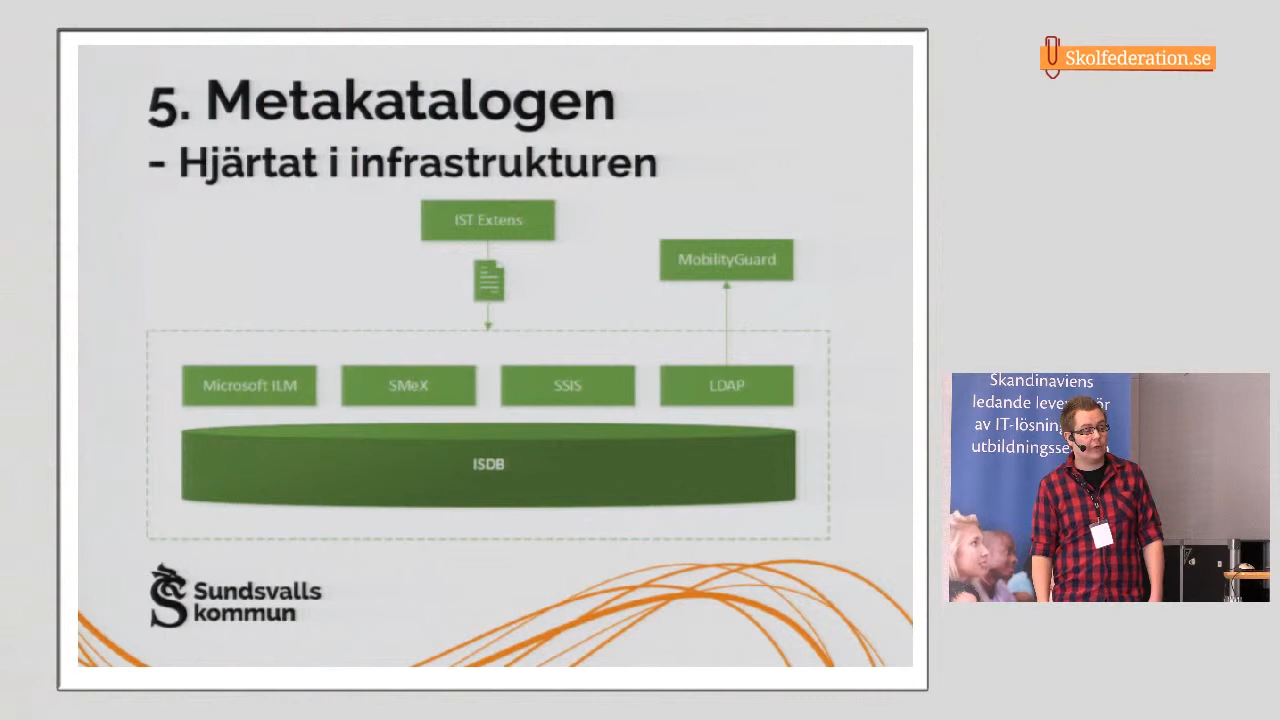 5. Metakatalogen
- Hjärtat i infrastrukturen
IST Extens
MobilityGuard
Microsoft ILM
SMeX
SSIS
LDAP
ISDB
Sundsvalls
kommun
Skolfederation.se
Skandinaviens
ledande
av IT-lösning
utbildningsse